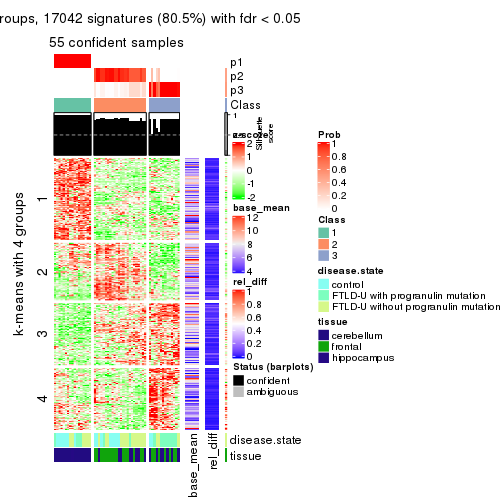 roups, 17042 signatures (80.5%) with fdr < 0.05
55 confident samples
p1
p2
p3
Class
1
Silhouette
score
z-score
2
1
0
-1
-2
base_mean
12
10
8
6
4
rel_diff
1
0.8
0.6
0.4
0.2
0
Status (barplots)
confident
ambiguous
Prob
1
0.8
0.6
0.4
0.2
0
Class
1
2
3
disease.state
control
FTLD-U with progranulin mutation
FTLD-U without progranulin mutation
tissue
cerebellum
frontal
hippocampus
k-means with 4 groups
1
2
3
4
disease.state
tissue
base_mean
rel_diff